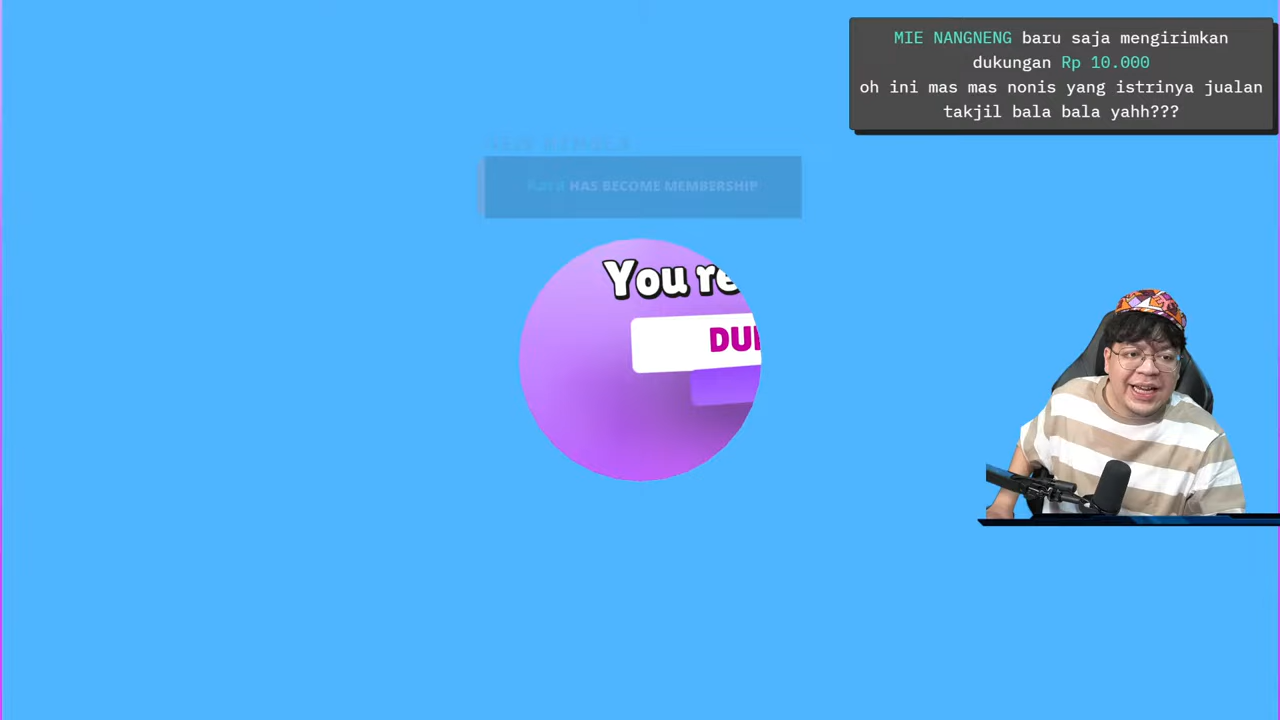 MIE NANGNENG baru saja mengirimkan
dukungan Rp 10.000
oh ini mas mas nonis yang istrinya jualan
takjil bala bala yahh???
HAS BECOME MEMBERSHIP
You re
DU